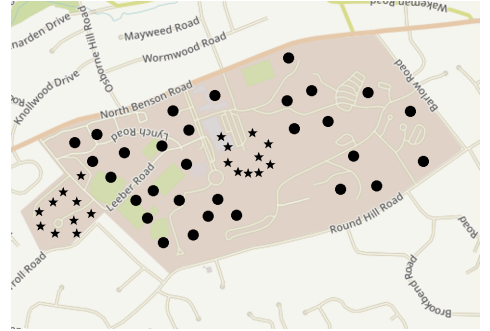 Wakeman Road
narden Drive
Mayweed Road
Osborne Hill Road
Wormwood Road
Knollwood Drive
Barlow Road
North Benson Road
Lynch Road
Leeber Road
Round Hill Road
Road
roll Road
Brookbend Road